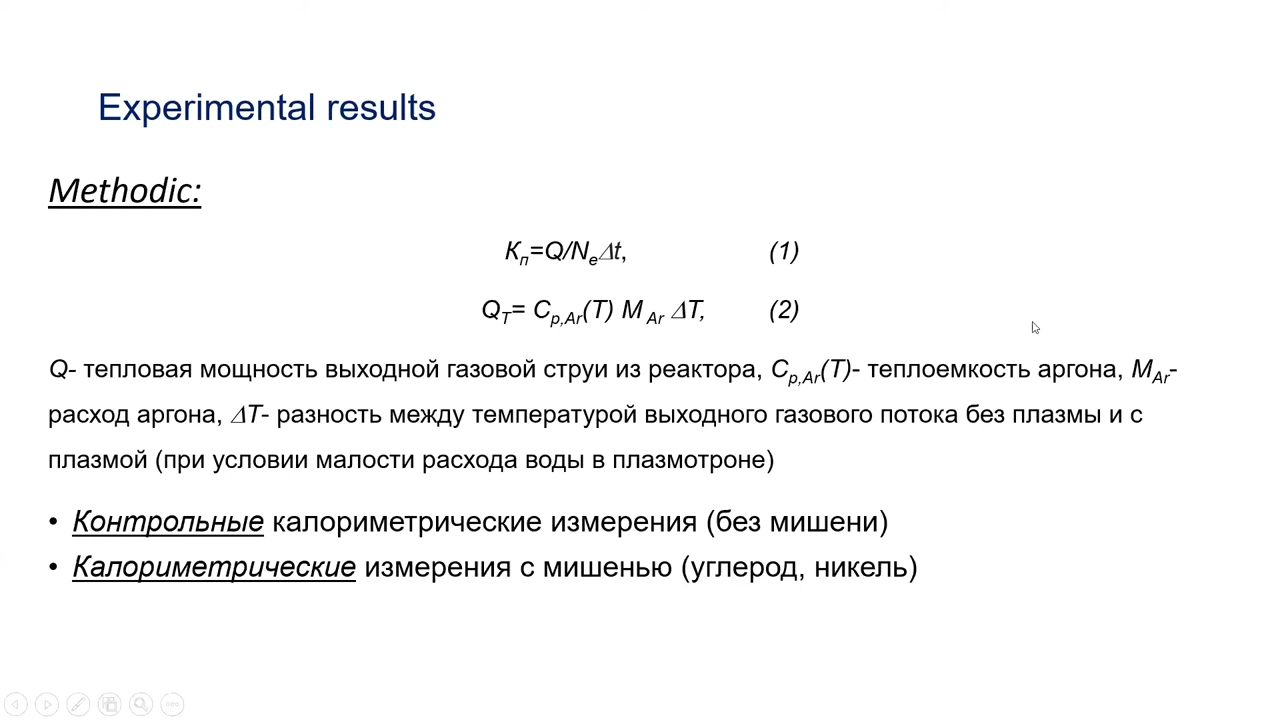 Experimental results
Methodic:
Kп=Q/NeΔt, (1)
QT= Cp,Ar(T) M Ar ΔT, (2)
Q- тепловая мощность выходной газовой струи из реактора, Cp,Ar(T)- теплоемкость аргона, MAr-
расход аргона, ΔT- разность между температурой выходного газового потока без плазмы и с
плазмой (при условии малости расхода воды в плазмотроне)
• Контрольные калориметрические измерения (без мишени)
• Калориметрические измерения с мишенью (углерод, никель)